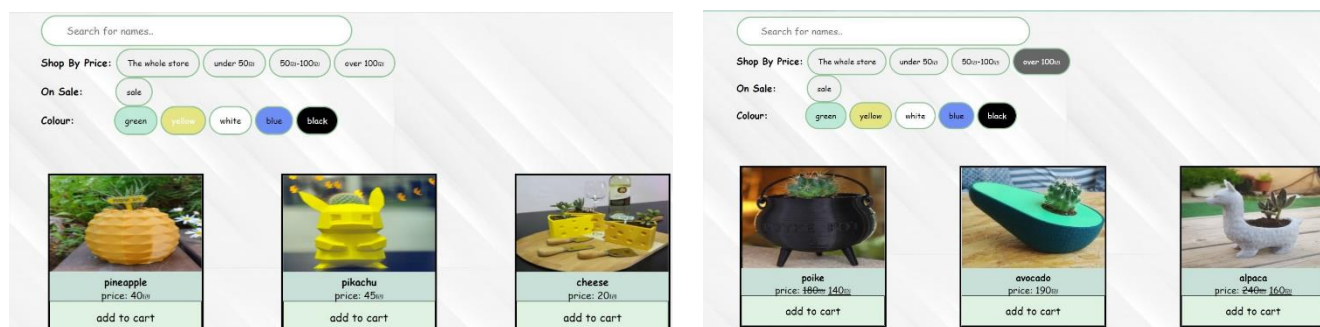 Search for names..
Shop By Price: The whole store under 50₪ 50₪-100₪ over 100₪
On Sale: sale
Colour: green yellow white blue black
pineapple
price: 40₪
add to cart
pikachu
price: 45₪
add to cart
cheese
price: 20₪
add to cart
Search for names..
Shop By Price: The whole store under 50₪ 50₪-100₪ over 100₪
On Sale: sale
Colour: green yellow white blue black
poike
price: 180₪ 140₪
add to cart
avocado
price: 190₪
add to cart
alpaca
price: 240₪ 160₪
add to cart